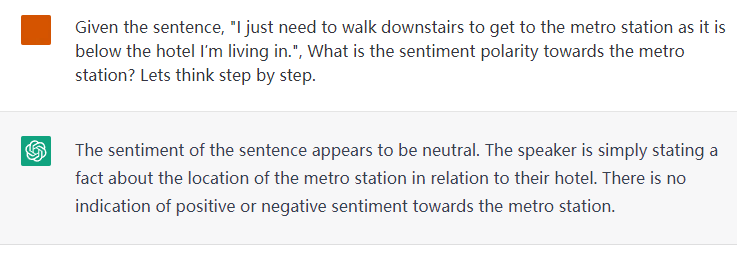 Given the sentence, "I just need to walk downstairs to get to the metro station as it is
below the hotel I'm living in.", What is the sentiment polarity towards the metro
station? Lets think step by step.
The sentiment of the sentence appears to be neutral. The speaker is simply stating a
fact about the location of the metro station in relation to their hotel. There is no
indication of positive or negative sentiment towards the metro station.